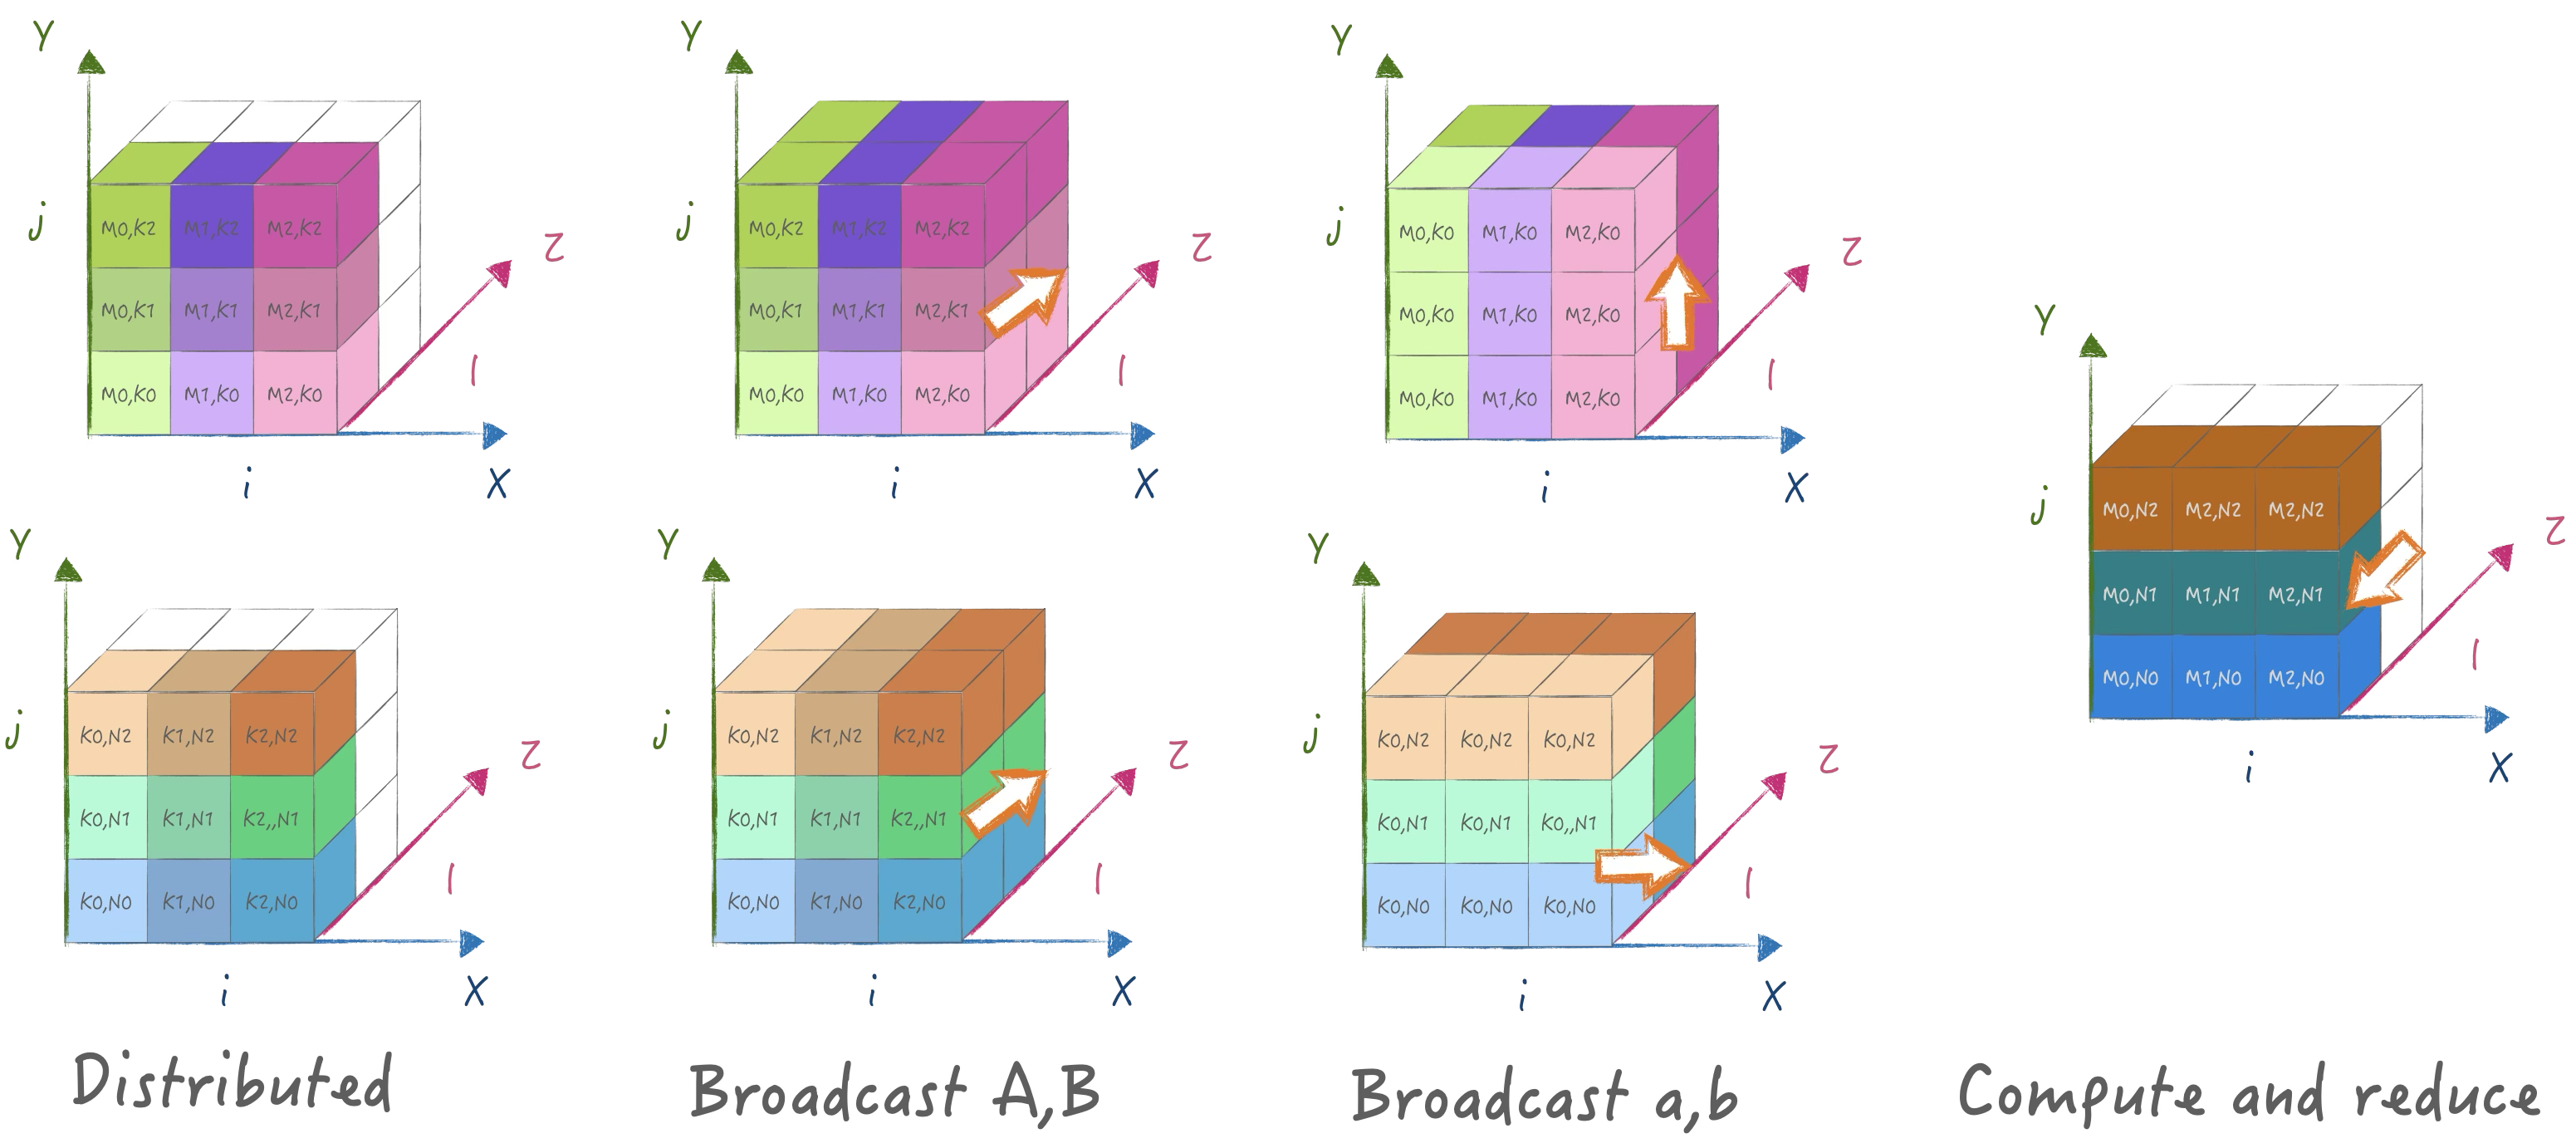 Y
j
M0,K2 M1,K2 M2,K2
M0,K1 M1,K1 M2,K1
M0,K0 M1,K0 M2,K0
Z
l
i
X
Y
j
M0,K2 M1,K2 M2,K2
M0,K1 M1,K1 M2,K1
M0,K0 M1,K0 M2,K0
Z
l
i
X
Y
j
M0,K0 M1,K0 M2,K0
M0,K0 M1,K0 M2,K0
M0,K0 M1,K0 M2,K0
Z
l
i
X
Y
j
K0,N2 K1,N2 K2,N2
K0,N1 K1,N1 K2,,N1
K0,N0 K1,N0 K2,N0
Z
l
i
X
Y
j
K0,N2 K1,N2 K2,N2
K0,N1 K1,N1 K2,,N1
K0,N0 K1,N0 K2,N0
Z
l
i
X
Y
j
K0,N2 K0,N2 K0,N2
K0,N1 K0,N1 K0,,N1
K0,N0 K0,N0 K0,N0
Z
l
i
X
Y
j
M0,N2 M2,N2 M2,N2
M0,N1 M1,N1 M2,N1
M0,N0 M1,N0 M2,N0
Z
l
i
X
Distributed
Broadcast A,B
Broadcast a,b
Compute and reduce